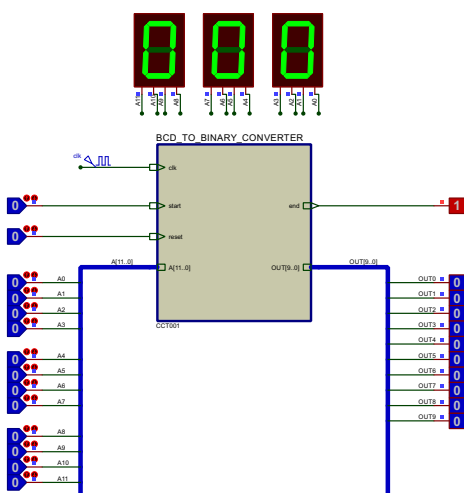 0 0 0
A11 A10 A9 A8 A7 A6 A5 A4 A3 A2 A1 A0
BCD_TO_BINARY_CONVERTER
clk
clk
0 start end 1
0 reset
A[11..0] A[11..0] OUT[9..0] OUT[9..0]
0 A0 OUT0 0
0 A1 OUT1 0
0 A2 OUT2 0
0 A3 OUT3 0
CCT001
OUT4 0
0 A4 OUT5 0
0 A5 OUT6 0
0 A6 OUT7 0
0 A7 OUT8 0
OUT9 0
0 A8
0 A9
0 A10
0 A11